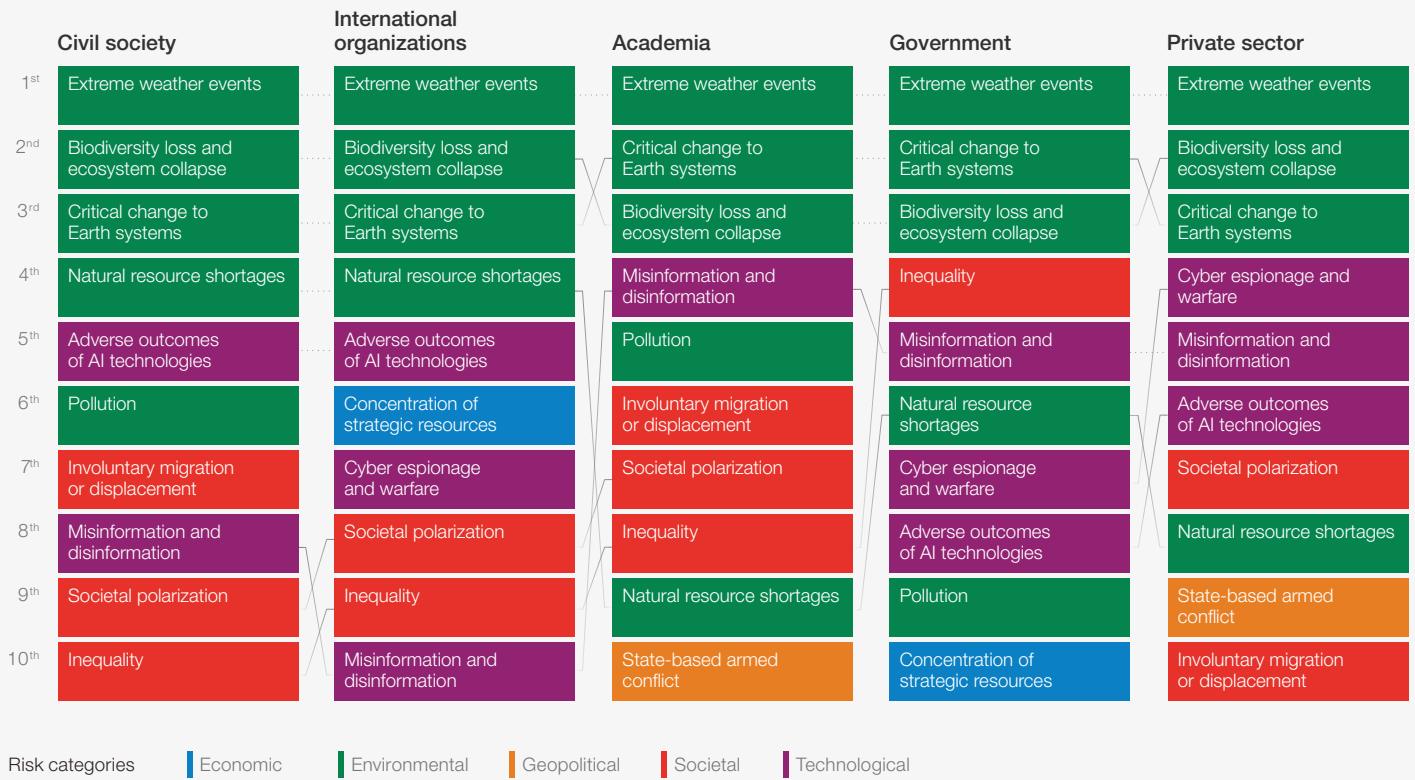 Civil society
International
organizations
Academia
Government
Private sector
1st
Extreme weather events
Extreme weather events
Extreme weather events
Extreme weather events
Extreme weather events
2nd
Biodiversity loss and
ecosystem collapse
Biodiversity loss and
ecosystem collapse
Critical change to
Earth systems
Critical change to
Earth systems
Biodiversity loss and
ecosystem collapse
3rd
Critical change to
Earth systems
Critical change to
Earth systems
Biodiversity loss and
ecosystem collapse
Biodiversity loss and
ecosystem collapse
Critical change to
Earth systems
4th
Natural resource shortages
Natural resource shortages
Misinformation and
disinformation
Inequality
Cyber espionage and
warfare
5th
Adverse outcomes
of AI technologies
Adverse outcomes
of AI technologies
Pollution
Misinformation and
disinformation
Misinformation and
disinformation
6th
Pollution
Concentration of
strategic resources
Involuntary migration
or displacement
Natural resource
shortages
Adverse outcomes
of AI technologies
7th
Involuntary migration
or displacement
Cyber espionage
and warfare
Societal polarization
Cyber espionage
and warfare
Societal polarization
8th
Misinformation and
disinformation
Societal polarization
Inequality
Adverse outcomes
of AI technologies
Natural resource shortages
9th
Societal polarization
Inequality
Natural resource shortages
Pollution
State-based armed
conflict
10th
Inequality
Misinformation and
disinformation
State-based armed
conflict
Concentration of
strategic resources
Involuntary migration
or displacement
Risk categories
Economic
Environmental
Geopolitical
Societal
Technological